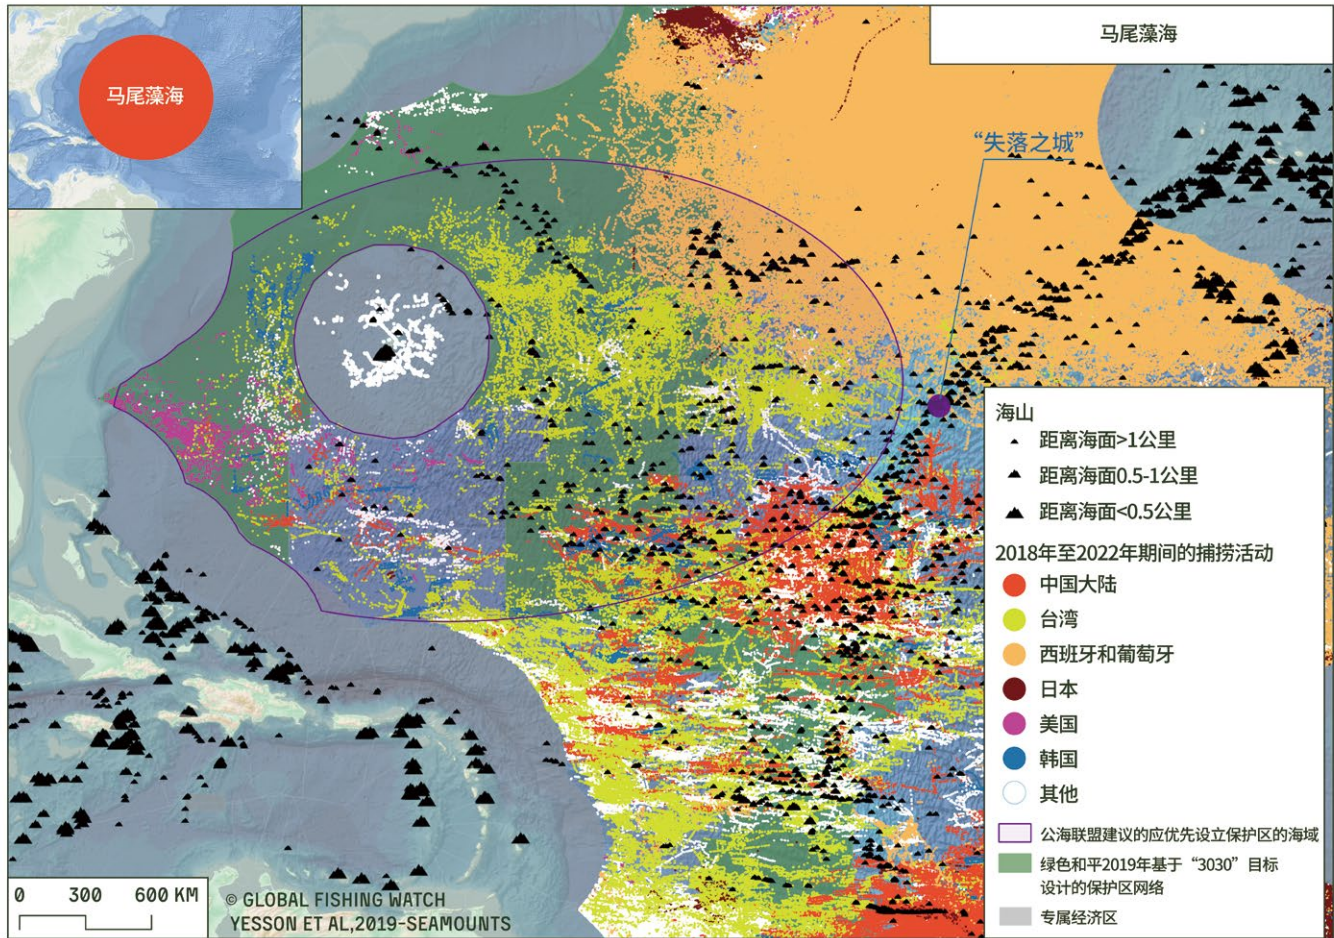 马尾藻海
马尾藻海
“失落之城”
海山
距离海面>1公里
距离海面0.5-1公里
距离海面<0.5公里
2018年至2022年期间的捕捞活动
中国大陆
台湾
西班牙和葡萄牙
日本
美国
韩国
其他
公海联盟建议的应优先设立保护区的海域
绿色和平2019年基于“3030”目标
设计的保护区网络
专属经济区
0 300 600 KM
© GLOBAL FISHING WATCH
YESSON ET AL,2019-SEAMOUNTS